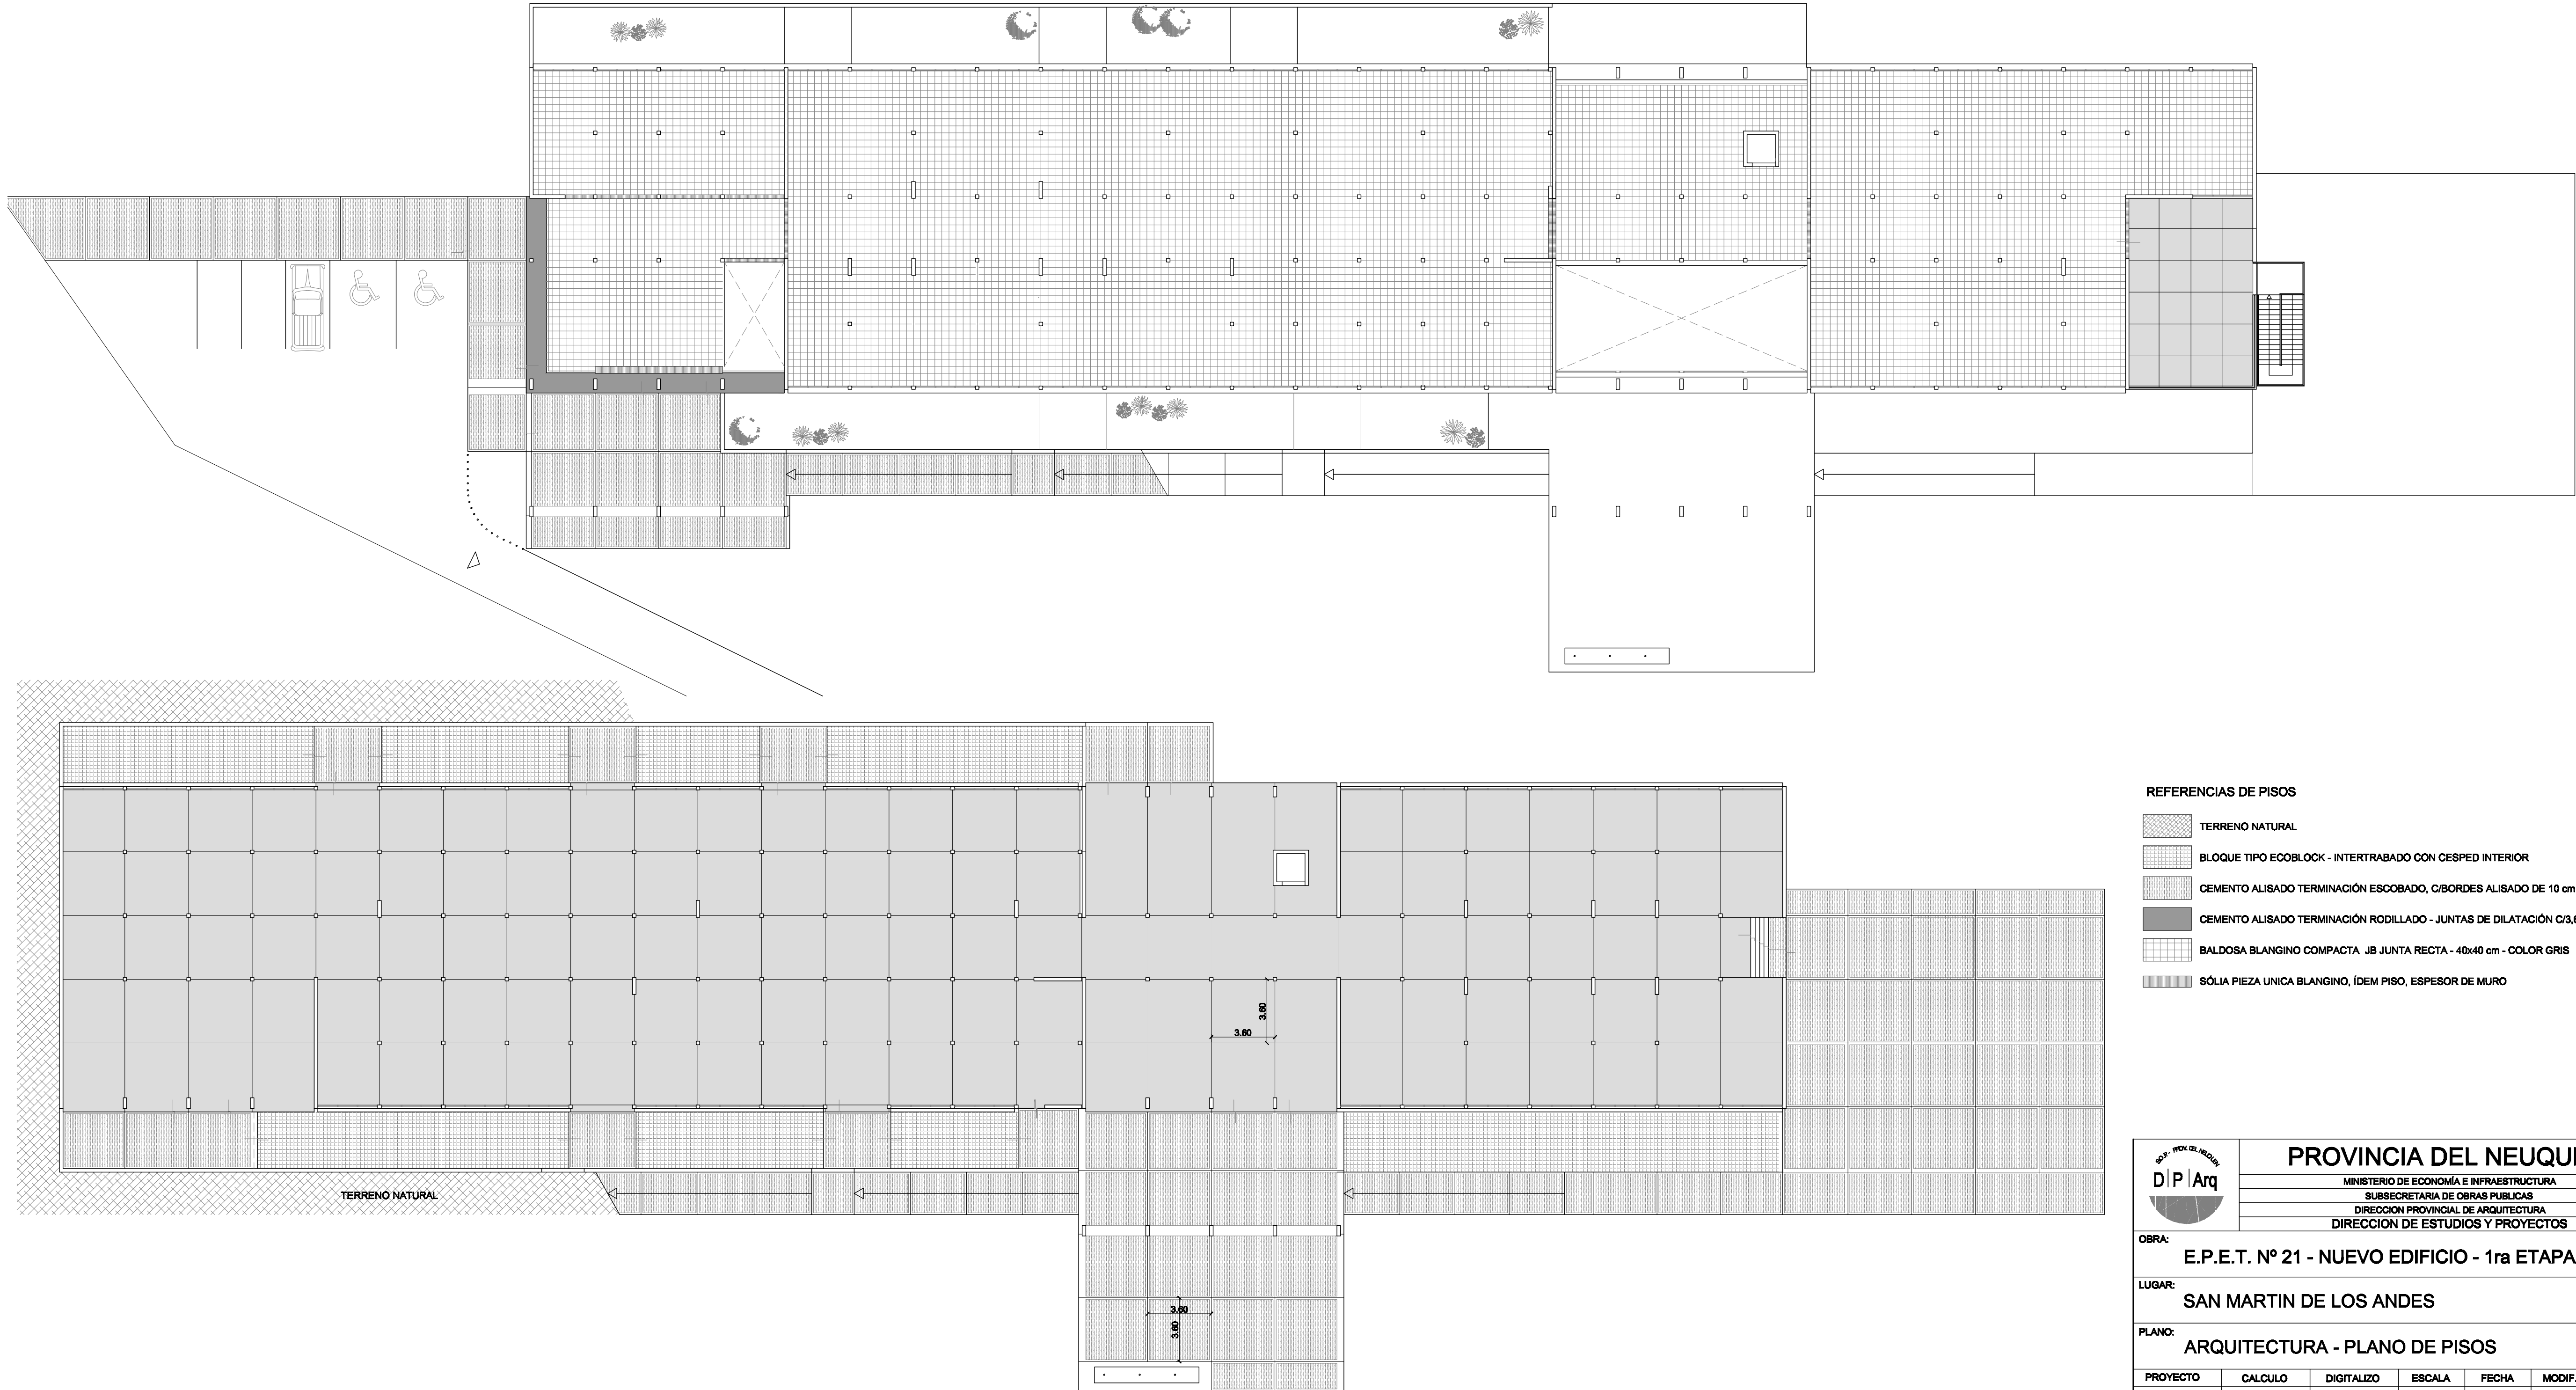 REFERENCIAS DE PISOS
TERRENO NATURAL
BLOQUE TIPO ECOBLOCK - INTERTRABADO CON CESPED INTERIOR
CEMENTO ALISADO TERMINACIÓN ESCOBADO, C/BORDES ALISADO DE 10 cm
CEMENTO ALISADO TERMINACIÓN RODILLADO - JUNTAS DE DILATACIÓN C/3,6
BALDOSA BLANGINO COMPACTA JB JUNTA RECTA - 40x40 cm - COLOR GRIS
SÓLIA PIEZA UNICA BLANGINO, ÍDEM PISO, ESPESOR DE MURO
3.60
3.60
TERRENO NATURAL
3.60
3.60
S.O.P. - PROV. DEL NEUQUEN
D|P|Arq
PROVINCIA DEL NEUQU
MINISTERIO DE ECONOMÍA E INFRAESTRUCTURA
SUBSECRETARIA DE OBRAS PUBLICAS
DIRECCION PROVINCIAL DE ARQUITECTURA
DIRECCION DE ESTUDIOS Y PROYECTOS
OBRA:
E.P.E.T. Nº 21 - NUEVO EDIFICIO - 1ra ETAPA
LUGAR:
SAN MARTIN DE LOS ANDES
PLANO:
ARQUITECTURA - PLANO DE PISOS
PROYECTO CALCULO DIGITALIZO ESCALA FECHA MODIF.